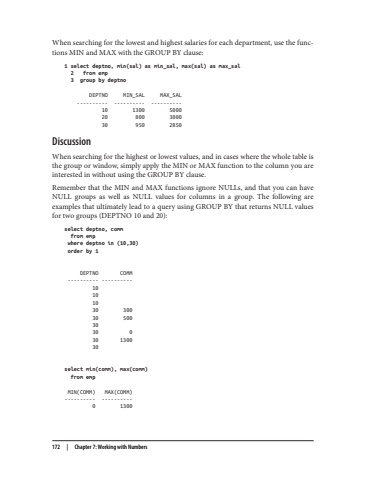 When searching for the lowest and highest salaries for each department, use the func-
tions MIN and MAX with the GROUP BY clause:
1 select deptno, min(sal) as min_sal, max(sal) as max_sal
2 from emp
3 group by deptno
DEPTNO MIN_SAL MAX_SAL
---------- ---------- ----------
10 1300 5000
20 800 3000
30 950 2850
Discussion
When searching for the highest or lowest values, and in cases where the whole table is
the group or window, simply apply the MIN or MAX function to the column you are
interested in without using the GROUP BY clause.
Remember that the MIN and MAX functions ignore NULLs, and that you can have
NULL groups as well as NULL values for columns in a group. The following are
examples that ultimately lead to a query using GROUP BY that returns NULL values
for two groups (DEPTNO 10 and 20):
select deptno, comm
from emp
where deptno in (10,30)
order by 1
DEPTNO COMM
---------- ----------
10
10
10
30 300
30 500
30
30 0
30 1300
30
select min(comm), max(comm)
from emp
MIN(COMM) MAX(COMM)
---------- ----------
0 1300
172 | Chapter 7: Working with Numbers